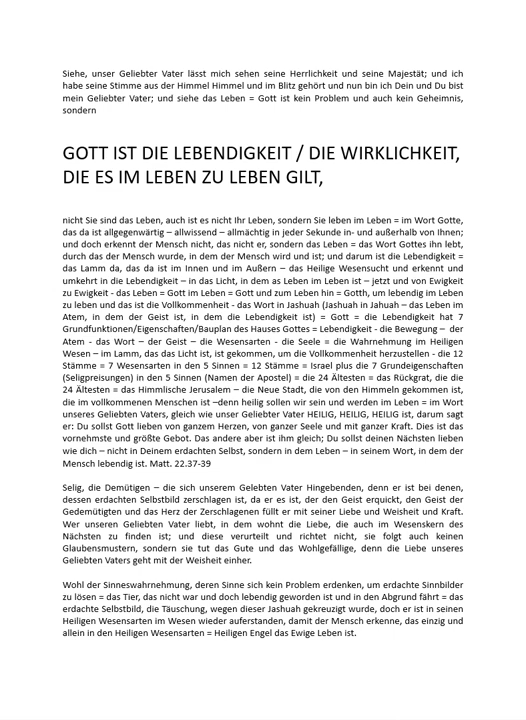 Siehe, unser Geliebter Vater lässt mich sehen seine Herrlichkeit und seine Majestät; und ich
habe seine Stimme aus der Himmel Himmel und im Blitz gehört und nun bin ich Dein und Du bist
mein Geliebter Vater; und siehe das Leben = Gott ist kein Problem und auch kein Geheimnis,
sondern
GOTT IST DIE LEBENDIGKEIT / DIE WIRKLICHKEIT,
DIE ES IM LEBEN ZU LEBEN GILT,
nicht Sie sind das Leben, auch ist es nicht Ihr Leben, sondern Sie leben im Leben = im Wort Gotte,
das da ist allgegenwärtig – allwissend – allmächtig in jeder Sekunde in- und außerhalb von Ihnen;
und doch erkennt der Mensch nicht, das nicht er, sondern das Leben = das Wort Gottes ihn lebt,
durch das der Mensch wurde, in dem der Mensch wird und ist; und darum ist die Lebendigkeit =
das Lamm da, das da ist im Innen und im Außern – das Heilige Wesensucht und erkennt und
umkehrt in die Lebendigkeit – in das Licht, in dem as Leben im Leben ist – jetzt und von Ewigkeit
zu Ewigkeit - das Leben = Gott im Leben = Gott und zum Leben hin = Gotth, um lebendig im Leben
zu leben und das ist die Vollkommenheit - das Wort in Jashuah (Jashuah in Jahuah – das Leben im
Atem, in dem der Geist ist, in dem die Lebendigkeit ist) = Gott = die Lebendigkeit hat 7
Grundfunktionen/Eigenschaften/Bauplan des Hauses Gottes = Lebendigkeit - die Bewegung – der
Atem - das Wort – der Geist – die Wesensarten - die Seele = die Wahrnehmung im Heiligen
Wesen – im Lamm, das das Licht ist, ist gekommen, um die Vollkommenheit herzustellen - die 12
Stämme = 7 Wesensarten in den 5 Sinnen = 12 Stämme = Israel plus die 7 Grundeigenschaften
(Seligpreisungen) in den 5 Sinnen (Namen der Apostel) = die 24 Ältesten = das Rückgrat, die die
24 Ältesten = das Himmlische Jerusalem – die Neue Stadt, die von den Himmeln gekommen ist,
die im vollkommenen Menschen ist –denn heilig sollen wir sein und werden im Leben = im Wort
unseres Geliebten Vaters, gleich wie unser Geliebter Vater HEILIG, HEILIG, HEILIG ist, darum sagt
er: Du sollst Gott lieben von ganzem Herzen, von ganzer Seele und mit ganzer Kraft. Dies ist das
vornehmste und größte Gebot. Das andere aber ist ihm gleich; Du sollst deinen Nächsten lieben
wie dich – nicht in Deinem erdachten Selbst, sondern in dem Leben – in seinem Wort, in dem der
Mensch lebendig ist. Matt. 22.37-39
Selig, die Demütigen – die sich unserem Gelebten Vater Hingebenden, denn er ist bei denen,
dessen erdachten Selbstbild zerschlagen ist, da er es ist, der den Geist erquickt, den Geist der
Gedemütigten und das Herz der Zerschlagenen füllt er mit seiner Liebe und Weisheit und Kraft.
Wer unseren Geliebten Vater liebt, in dem wohnt die Liebe, die auch im Wesenskern des
Nächsten zu finden ist; und diese verurteilt und richtet nicht, sie folgt auch keinen
Glaubensmustern, sondern sie tut das Gute und das Wohlgefällige, denn die Liebe unseres
Geliebten Vaters geht mit der Weisheit einher.
Wohl der Sinneswahrnehmung, deren Sinne sich kein Problem erdenken, um erdachte Sinnbilder
zu lösen = das Tier, das nicht war und doch lebendig geworden ist und in den Abgrund fährt = das
erdachte Selbstbild, die Täuschung, wegen dieser Jashuah gekreuzigt wurde, doch er ist in seinen
Heiligen Wesensarten im Wesen wieder auferstanden, damit der Mensch erkenne, das einzig und
allein in den Heiligen Wesensarten = Heiligen Engel das Ewige Leben ist.